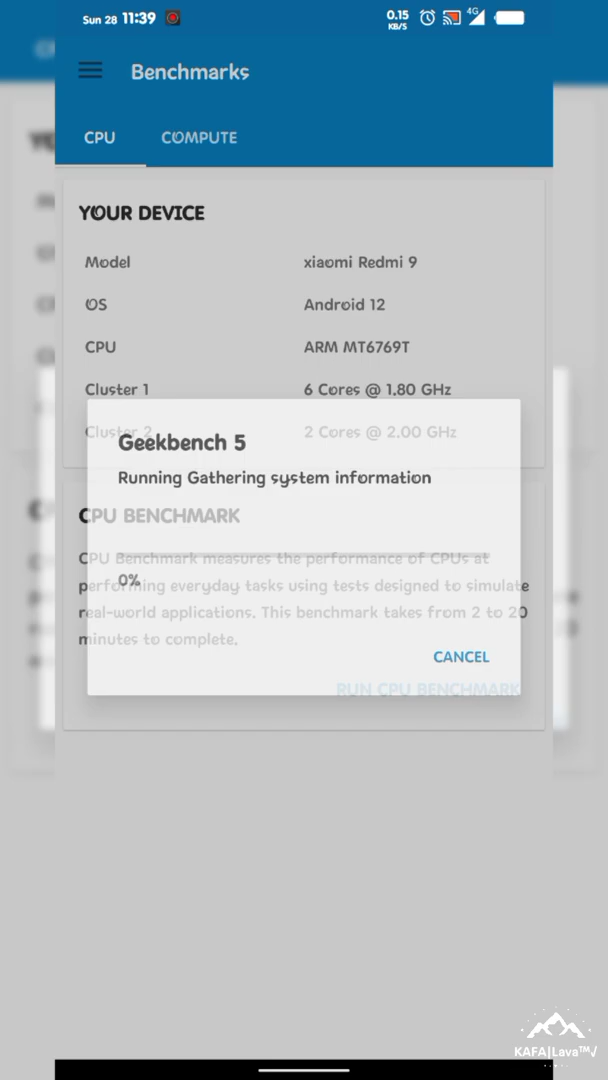 Sun 28 11:39
0.15 KB/S 4G
Benchmarks
CPU COMPUTE
YOUR DEVICE
Model xiaomi Redmi 9
OS Android 12
CPU ARM MT6769T
Cluster 1 6 Cores @ 1.80 GHz
Cluster 2 2 Cores @ 2.00 GHz
Geekbench 5
Running Gathering system information
CPU BENCHMARK
CPU Benchmark measures the performance of CPUs at
0%
performing everyday tasks using tests designed to simulate
real-world applications. This benchmark takes from 2 to 20
minutes to complete.
CANCEL
RUN CPU BENCHMARK
KAFA|Lava™√